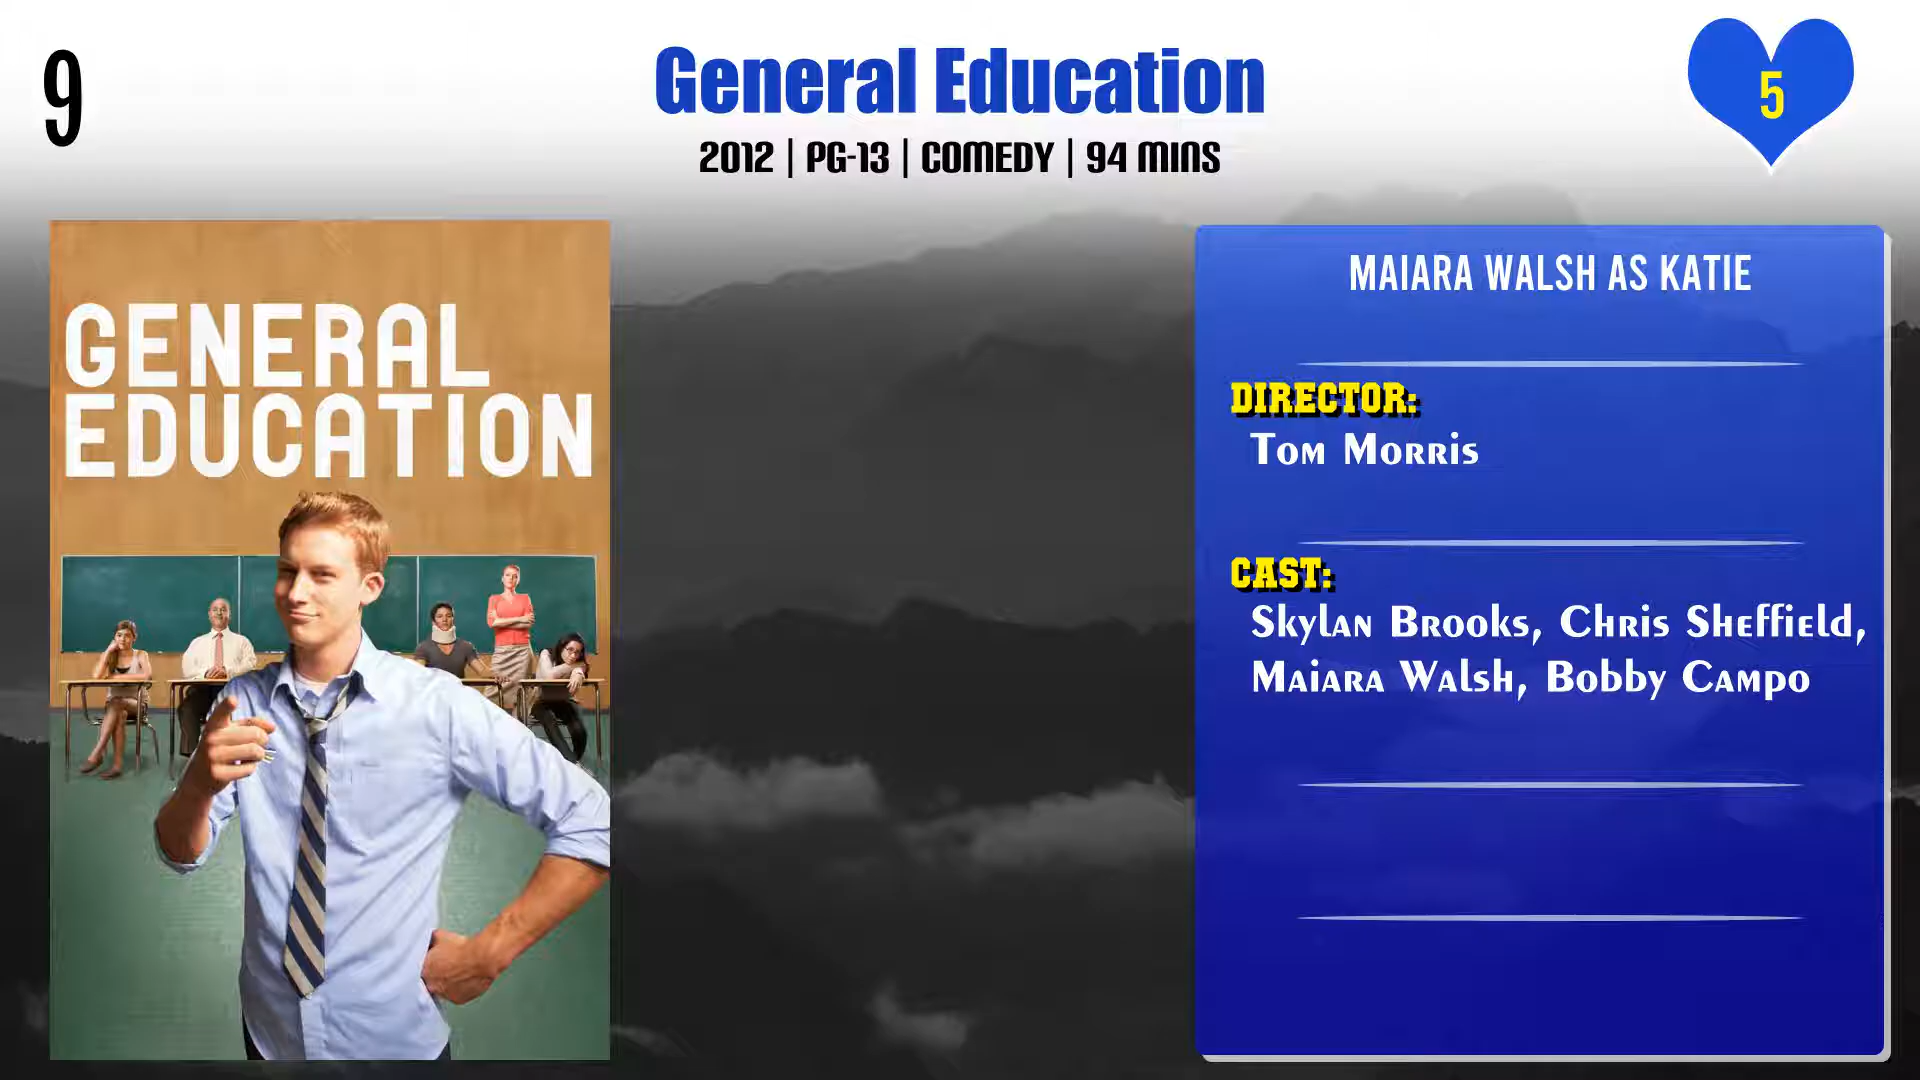 9
General Education
5
2012 | PG-13 | COMEDY | 94 MINS
GENERAL
EDUCATION
MAIARA WALSH AS KATIE
DIRECTOR:
Tom Morris
CAST:
Skylan Brooks, Chris Sheffield,
Maiara Walsh, Bobby Campo